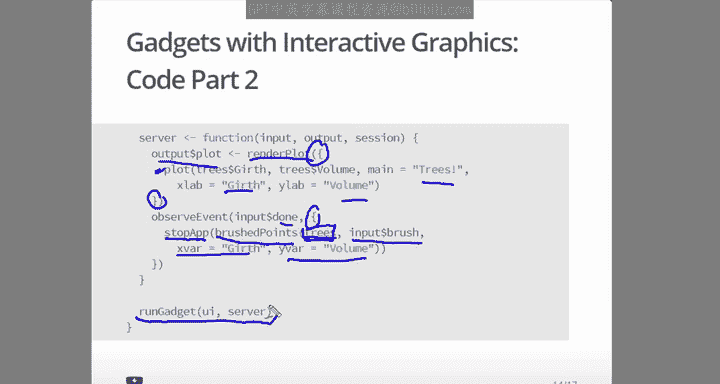 Gadgets with Interactive Graphics:
Code Part 2
server <- function(input, output, session) {
output$plot <- renderPlot({
plot(trees$Girth, trees$Volume, main = "Trees!",
xlab = "Girth", ylab = "Volume")
})
observeEvent(input$done, {
stopApp(brushedPoints(trees, input$brush,
xvar = "Girth", yvar = "Volume"))
})
}
runGadget(ui, server)
}
14/17